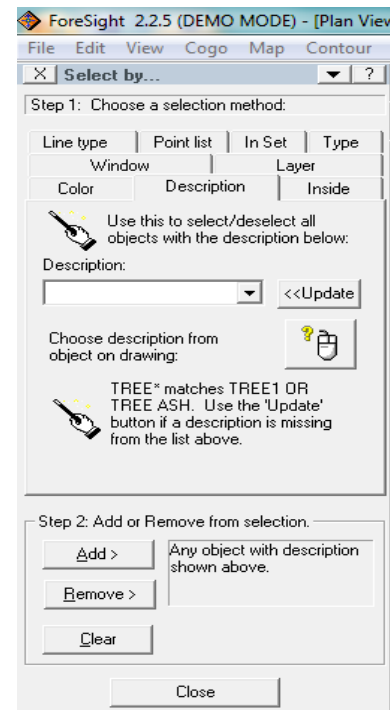 ForeSight 2.2.5 (DEMO MODE) - [Plan View
File Edit View Cogo Map Contour
X Select by... ?
Step 1: Choose a selection method:
Line type Point list In Set Type
Window Layer
Color Description Inside
Use this to select/deselect all
objects with the description below:
Description:
<<Update
Choose description from
object on drawing:
?
TREE* matches TREE1 OR
TREE ASH. Use the 'Update'
button if a description is missing
from the list above.
Step 2: Add or Remove from selection.
Add >
Any object with description
shown above.
Remove >
Clear
Close